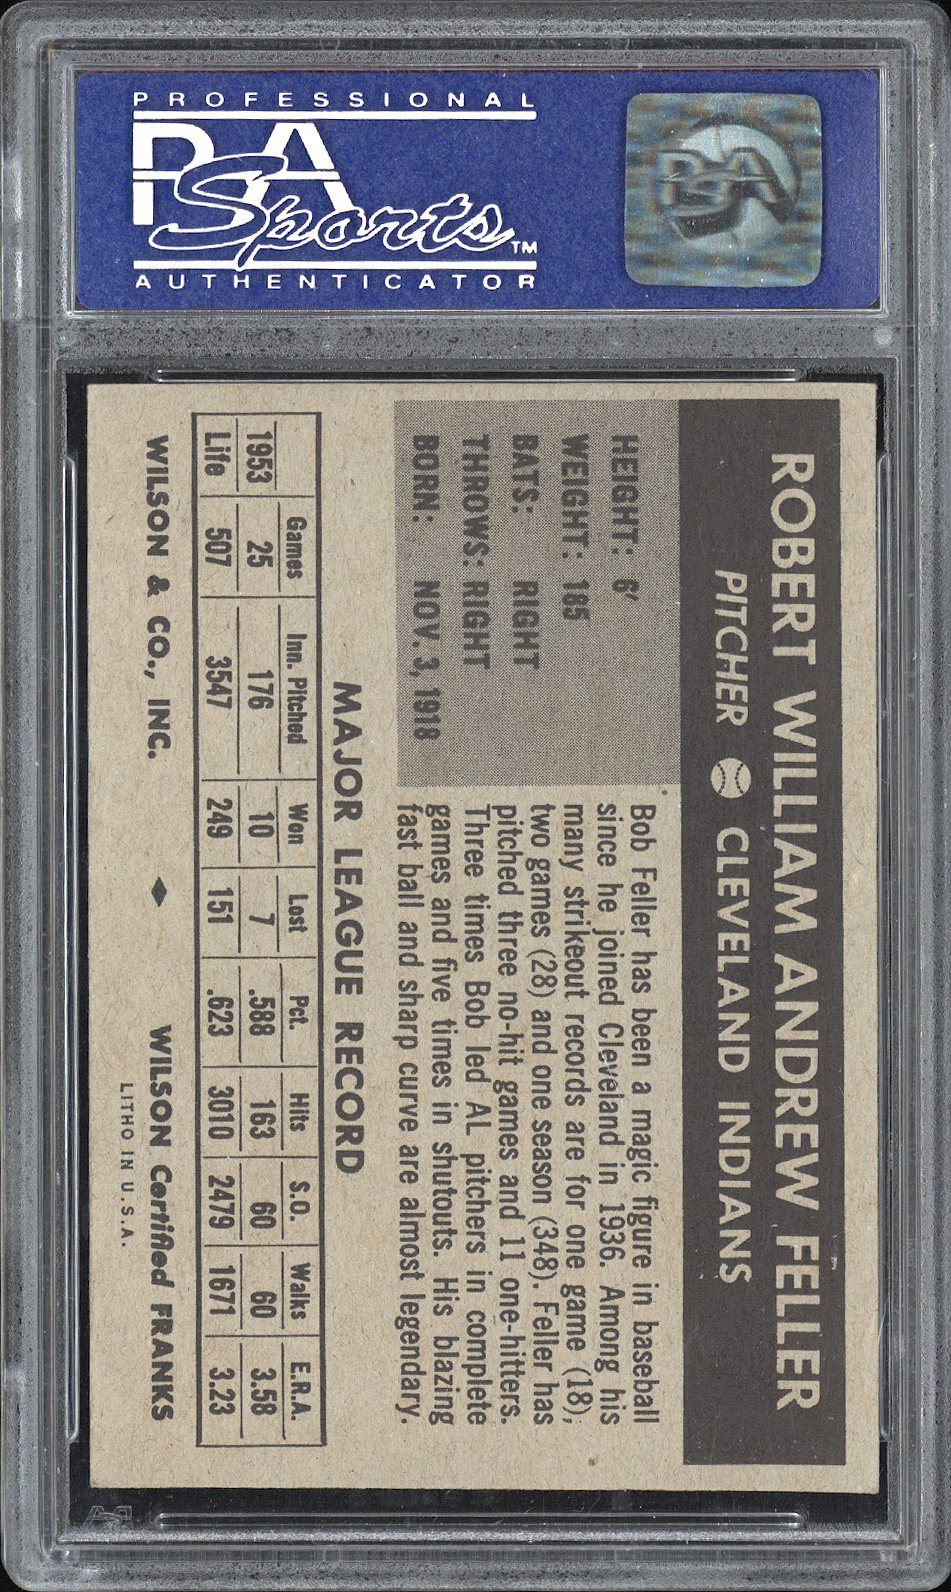 PROFESSIONAL
PSA
Sports™
AUTHENTICATOR
PSA
ROBERT WILLIAM ANDREW FELLER
PITCHER CLEVELAND INDIANS
HEIGHT: 6'
WEIGHT: 185
BATS: RIGHT
THROWS: RIGHT
BORN: NOV. 3, 1918
Bob Feller has been a magic figure in baseball
since he joined Cleveland in 1936. Among his
many strikeout records are for one game (18),
two games (28) and one season (348). Feller has
pitched three no-hit games and 11 one-hitters.
Three times Bob led AL pitchers in complete
games and five times in shutouts. His blazing
fast ball and sharp curve are almost legendary.
MAJOR LEAGUE RECORD
Games Inn. Pitched Won Lost Pct. Hits S.O. Walks E.R.A.
1953 25 176 10 7 .588 163 60 60 3.58
Life 507 3547 249 151 .623 3010 2479 1671 3.23
WILSON & CO., INC. WILSON Certified FRANKS
LITHO IN U.S.A.
PSA